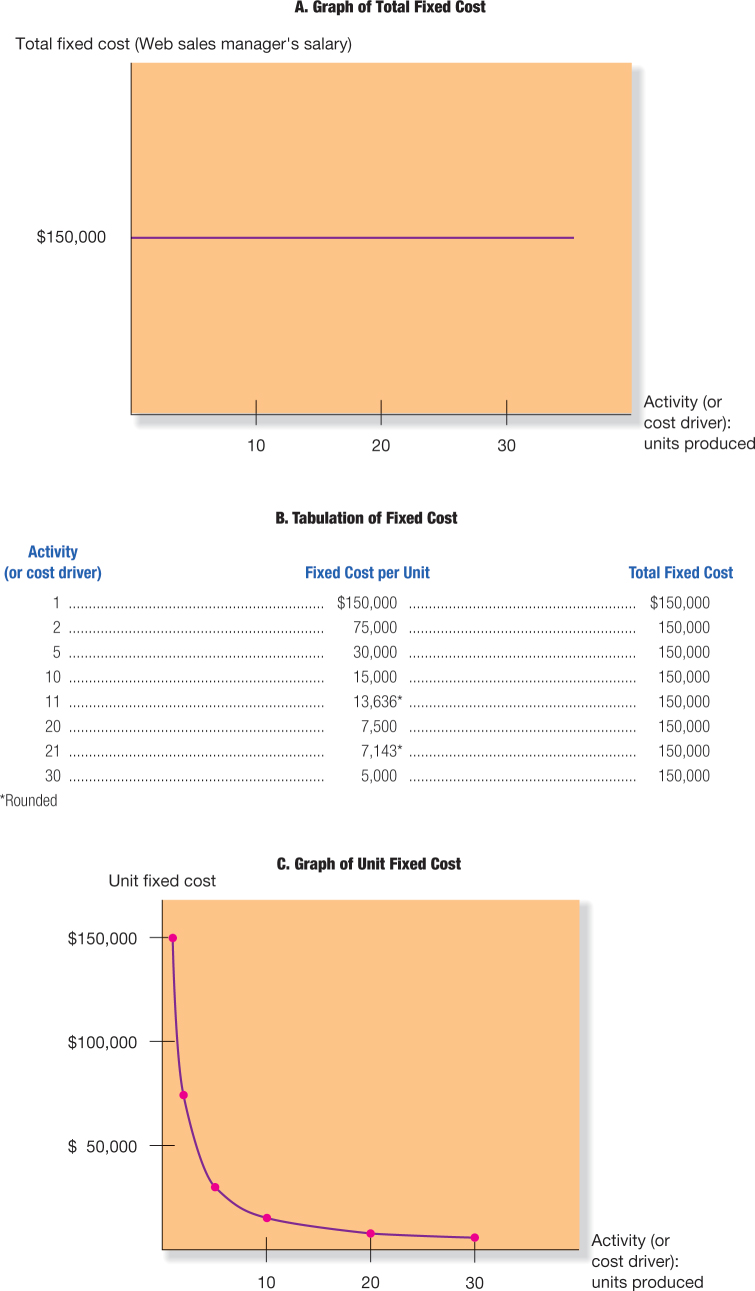 A. Graph of Total Fixed Cost
Total fixed cost (Web sales manager's salary)
$150,000
Activity (or
cost driver):
units produced
10 20 30
B. Tabulation of Fixed Cost
Activity
(or cost driver) Fixed Cost per Unit Total Fixed Cost
1 ........ $150,000 ........ $150,000
2 ........ 75,000 ........ 150,000
5 ........ 30,000 ........ 150,000
10 ........ 15,000 ........ 150,000
11 ........ 13,636* ........ 150,000
20 ........ 7,500 ........ 150,000
21 ........ 7,143* ........ 150,000
30 ........ 5,000 ........ 150,000
*Rounded
C. Graph of Unit Fixed Cost
Unit fixed cost
$150,000
$100,000
$ 50,000
Activity (or
cost driver):
units produced
10 20 30